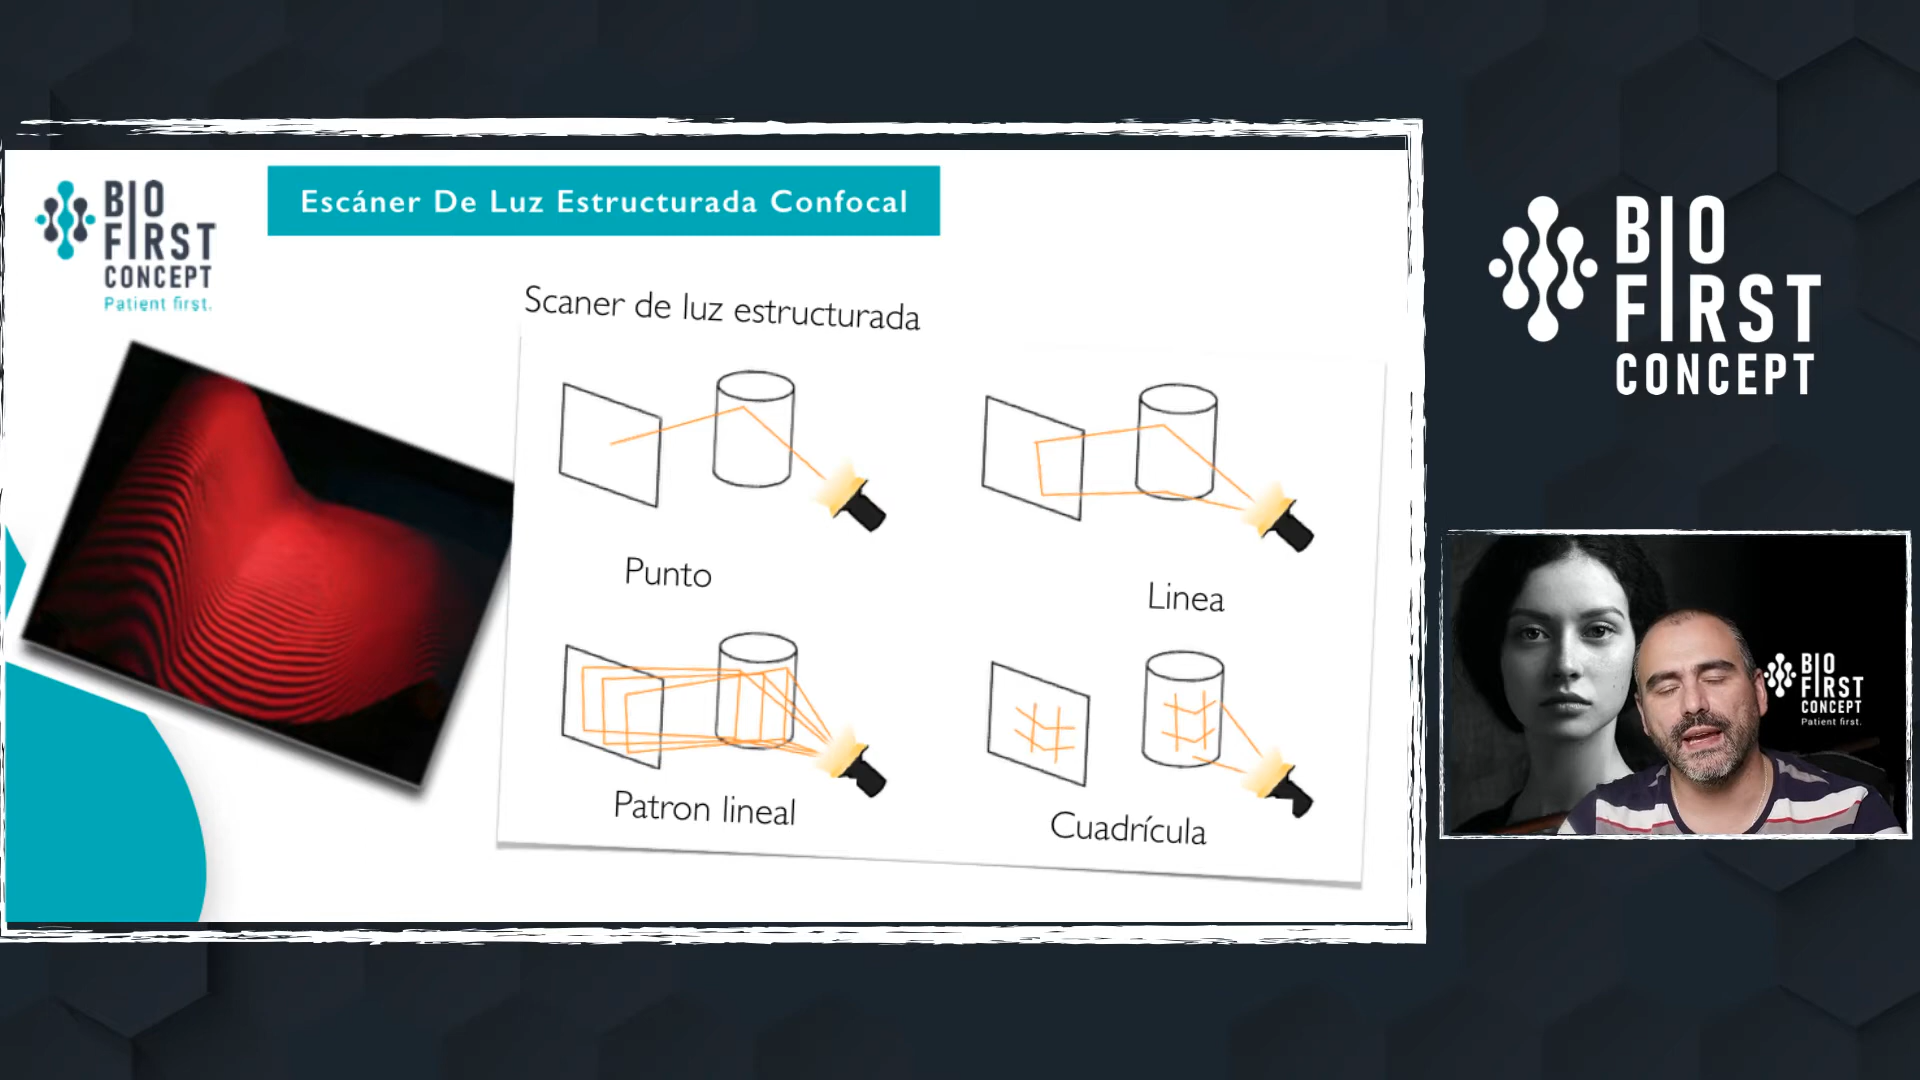 BIO
FIRST
CONCEPT
Patient first.
Escáner De Luz Estructurada Confocal
Scaner de luz estructurada
Punto
Linea
Patron lineal
Cuadrícula
BIO
FIRST
CONCEPT
BIO
FIRST
CONCEPT
Patient first.